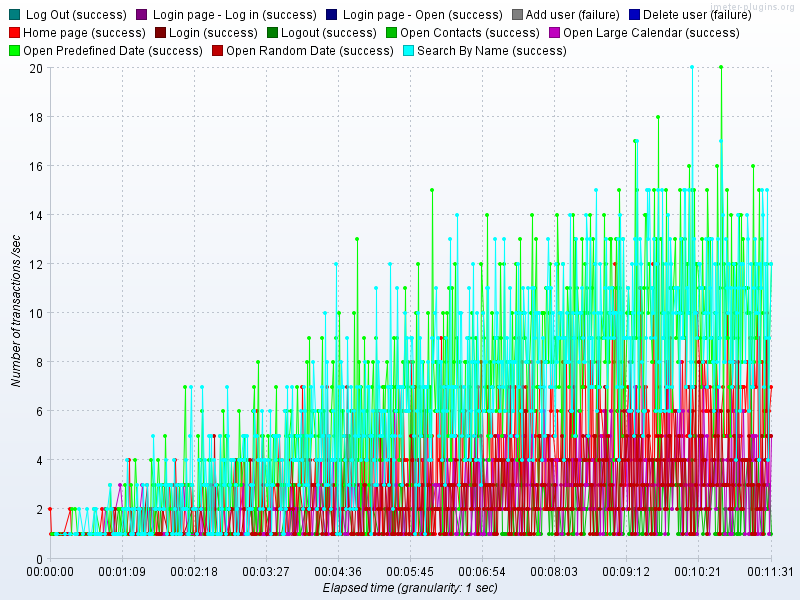 jmeter-plugins.org
Log Out (success) Login page - Log in (success) Login page - Open (success) Add user (failure) Delete user (failure)
Home page (success) Login (success) Logout (success) Open Contacts (success) Open Large Calendar (success)
Open Predefined Date (success) Open Random Date (success) Search By Name (success)
20
18
16
14
12
10
8
6
4
2
0
Number of transactions /sec
00:00:00 00:01:09 00:02:18 00:03:27 00:04:36 00:05:45 00:06:54 00:08:03 00:09:12 00:10:21 00:11:31
Elapsed time (granularity: 1 sec)